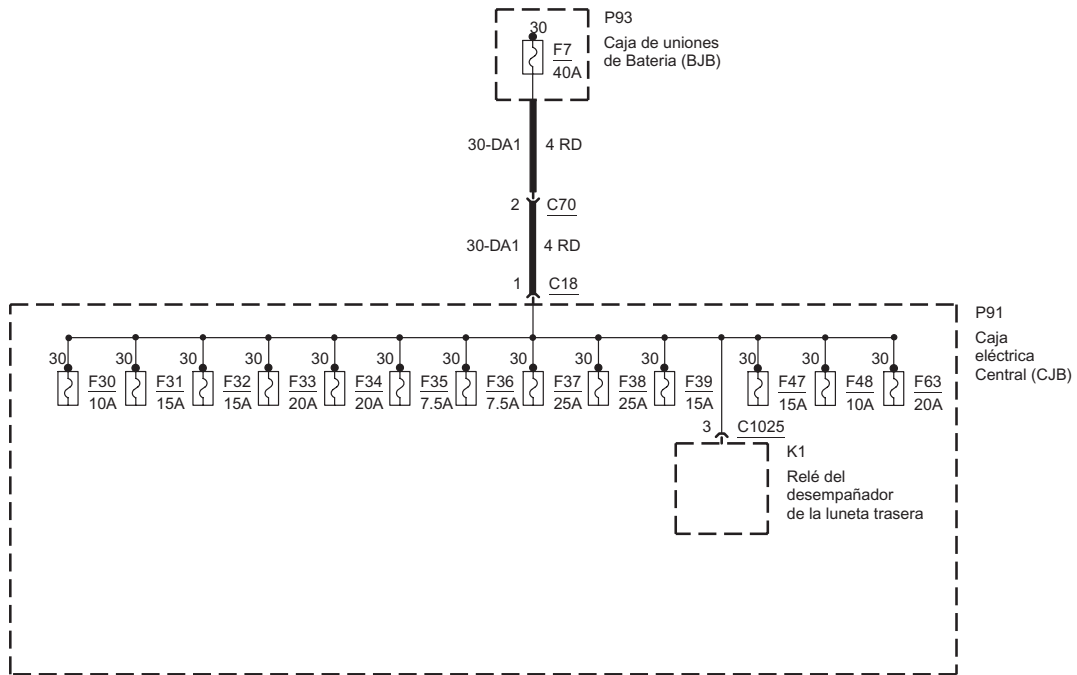 P93
30
Caja de uniones
de Bateria (BJB)
F7
40A
30-DA1 4 RD
2 C70
30-DA1 4 RD
1 C18
P91
Caja
eléctrica
Central (CJB)
30 30 30 30 30 30 30 30 30 30 30 30 30
F30 F31 F32 F33 F34 F35 F36 F37 F38 F39 F47 F48 F63
10A 15A 15A 20A 20A 7.5A 7.5A 25A 25A 15A 15A 10A 20A
3 C1025
K1
Relé del
desempañador
de la luneta trasera